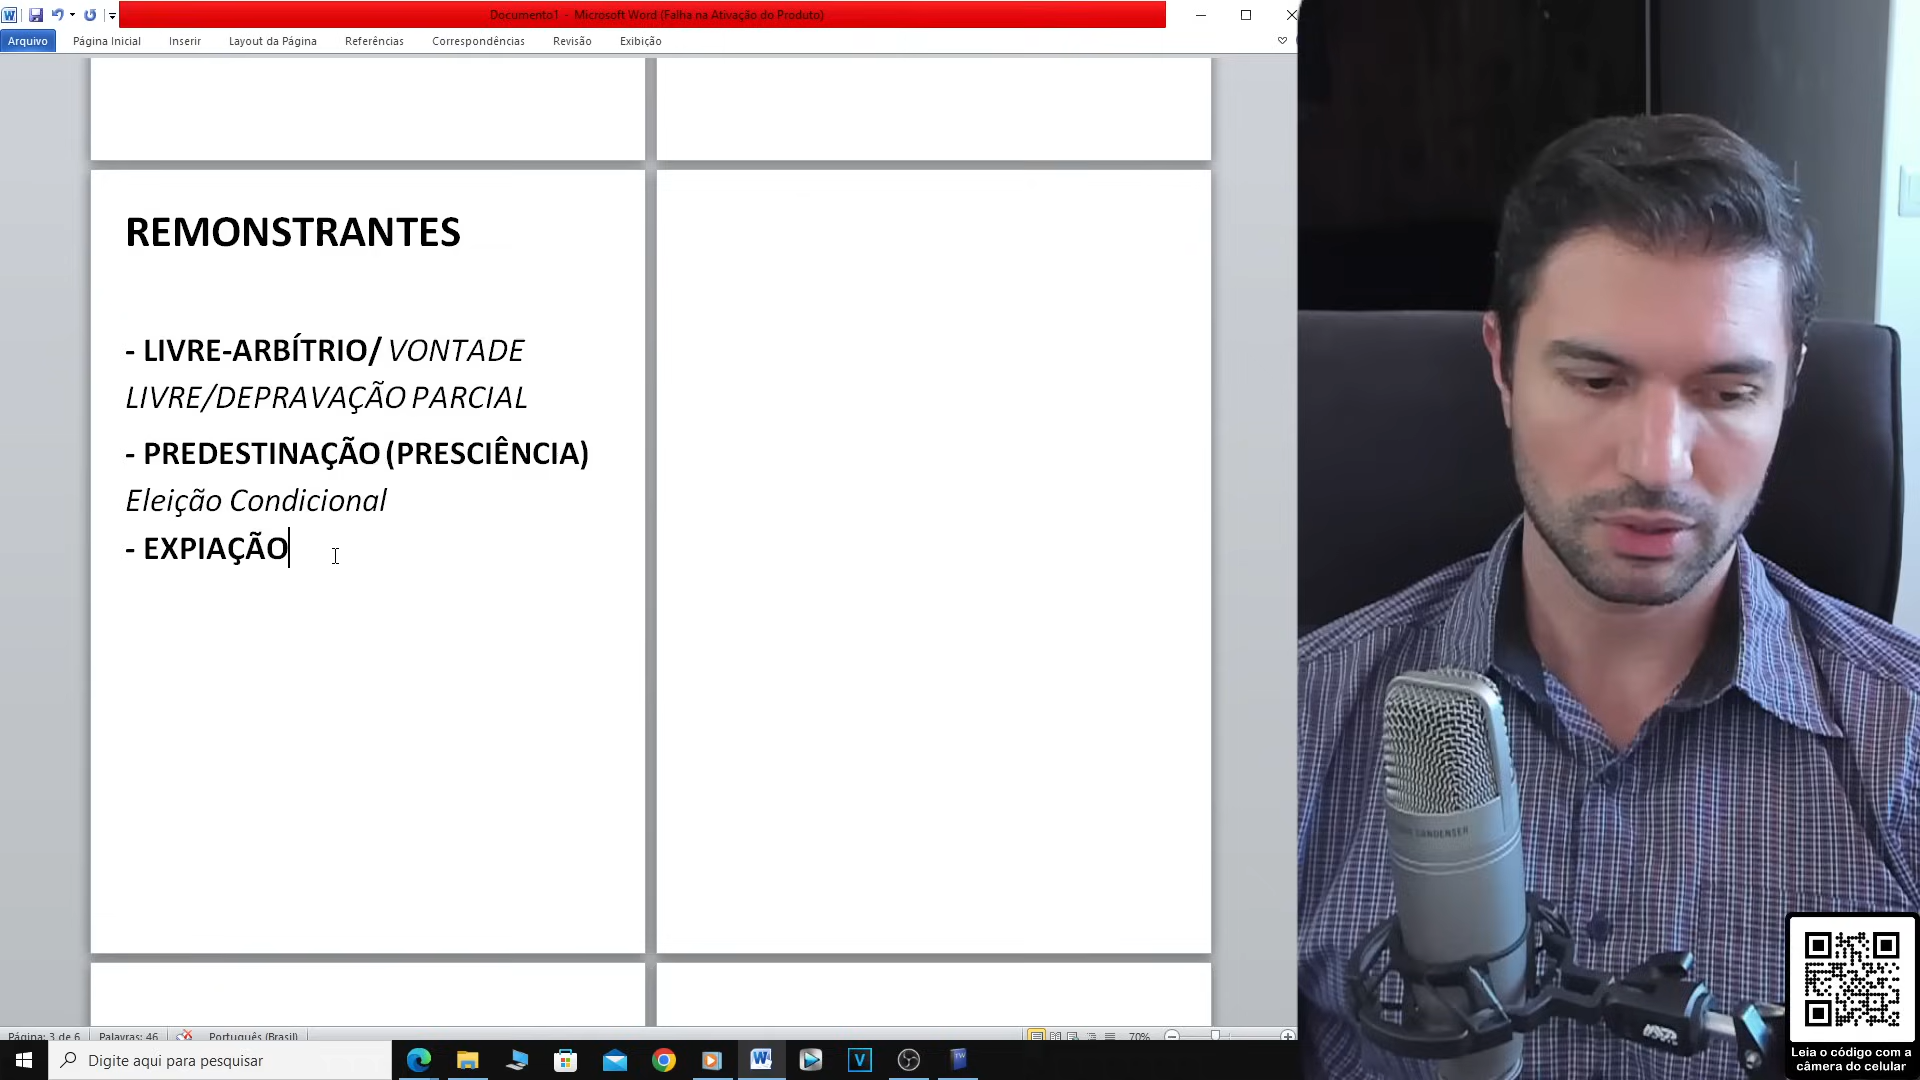 Documento1 - Microsoft Word (Falha na Ativação do Produto)
Arquivo Página Inicial Inserir Layout da Página Referências Correspondências Revisão Exibição
REMONSTRANTES
- LIVRE-ARBÍTRIO/ VONTADE
LIVRE/DEPRAVAÇÃO PARCIAL
- PREDESTINAÇÃO (PRESCIÊNCIA)
Eleição Condicional
- EXPIAÇÃO
Página: 3 de 6 Palavras: 46 Português (Brasil) 70%
Digite aqui para pesquisar
CONDENSER
Leia o código com a
câmera do celular